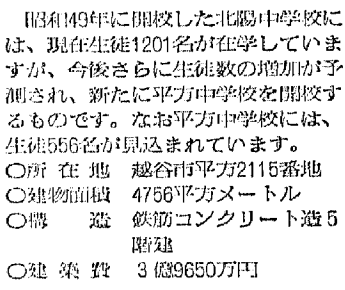 昭和49年に開校した北陽中学校に
は、現在生徒1201名が在学していま
すが、今後さらに生徒数の増加が予
測され、新たに平方中学校を開校す
るものです。なお平方中学校には、
生徒556名が見込まれています。
○所在地 越谷市平方2115番地
○建物面積 4756平方メートル
○構造 鉄筋コンクリート造5
階建
○建築費 3億9650万円